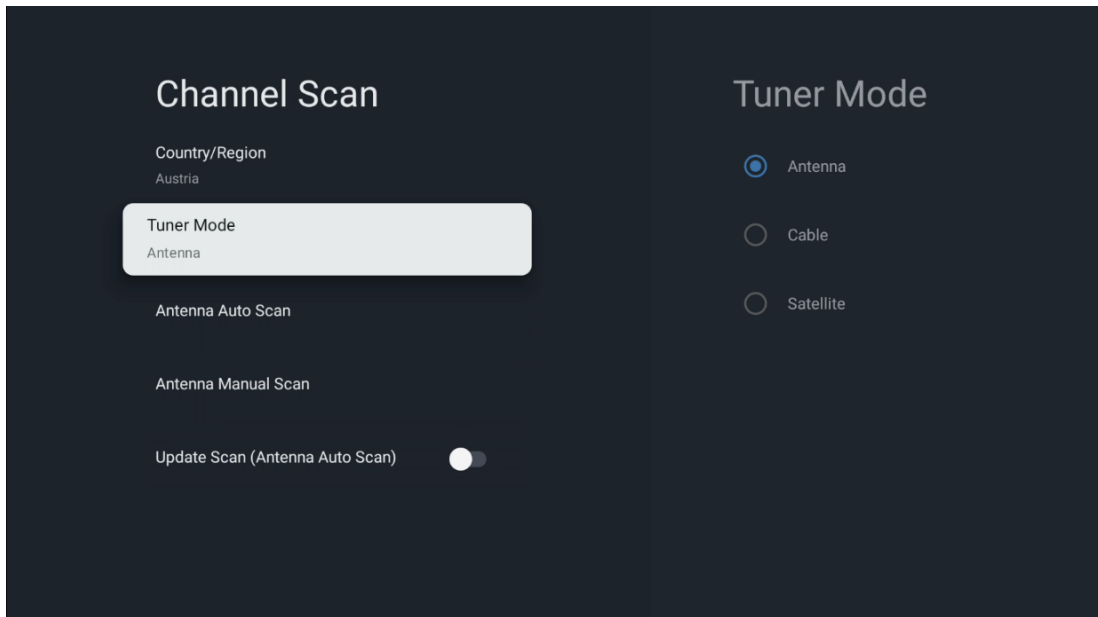 Channel Scan
Country/Region
Austria
Tuner Mode
Antenna
Antenna Auto Scan
Antenna Manual Scan
Update Scan (Antenna Auto Scan)
Tuner Mode
Antenna
Cable
Satellite